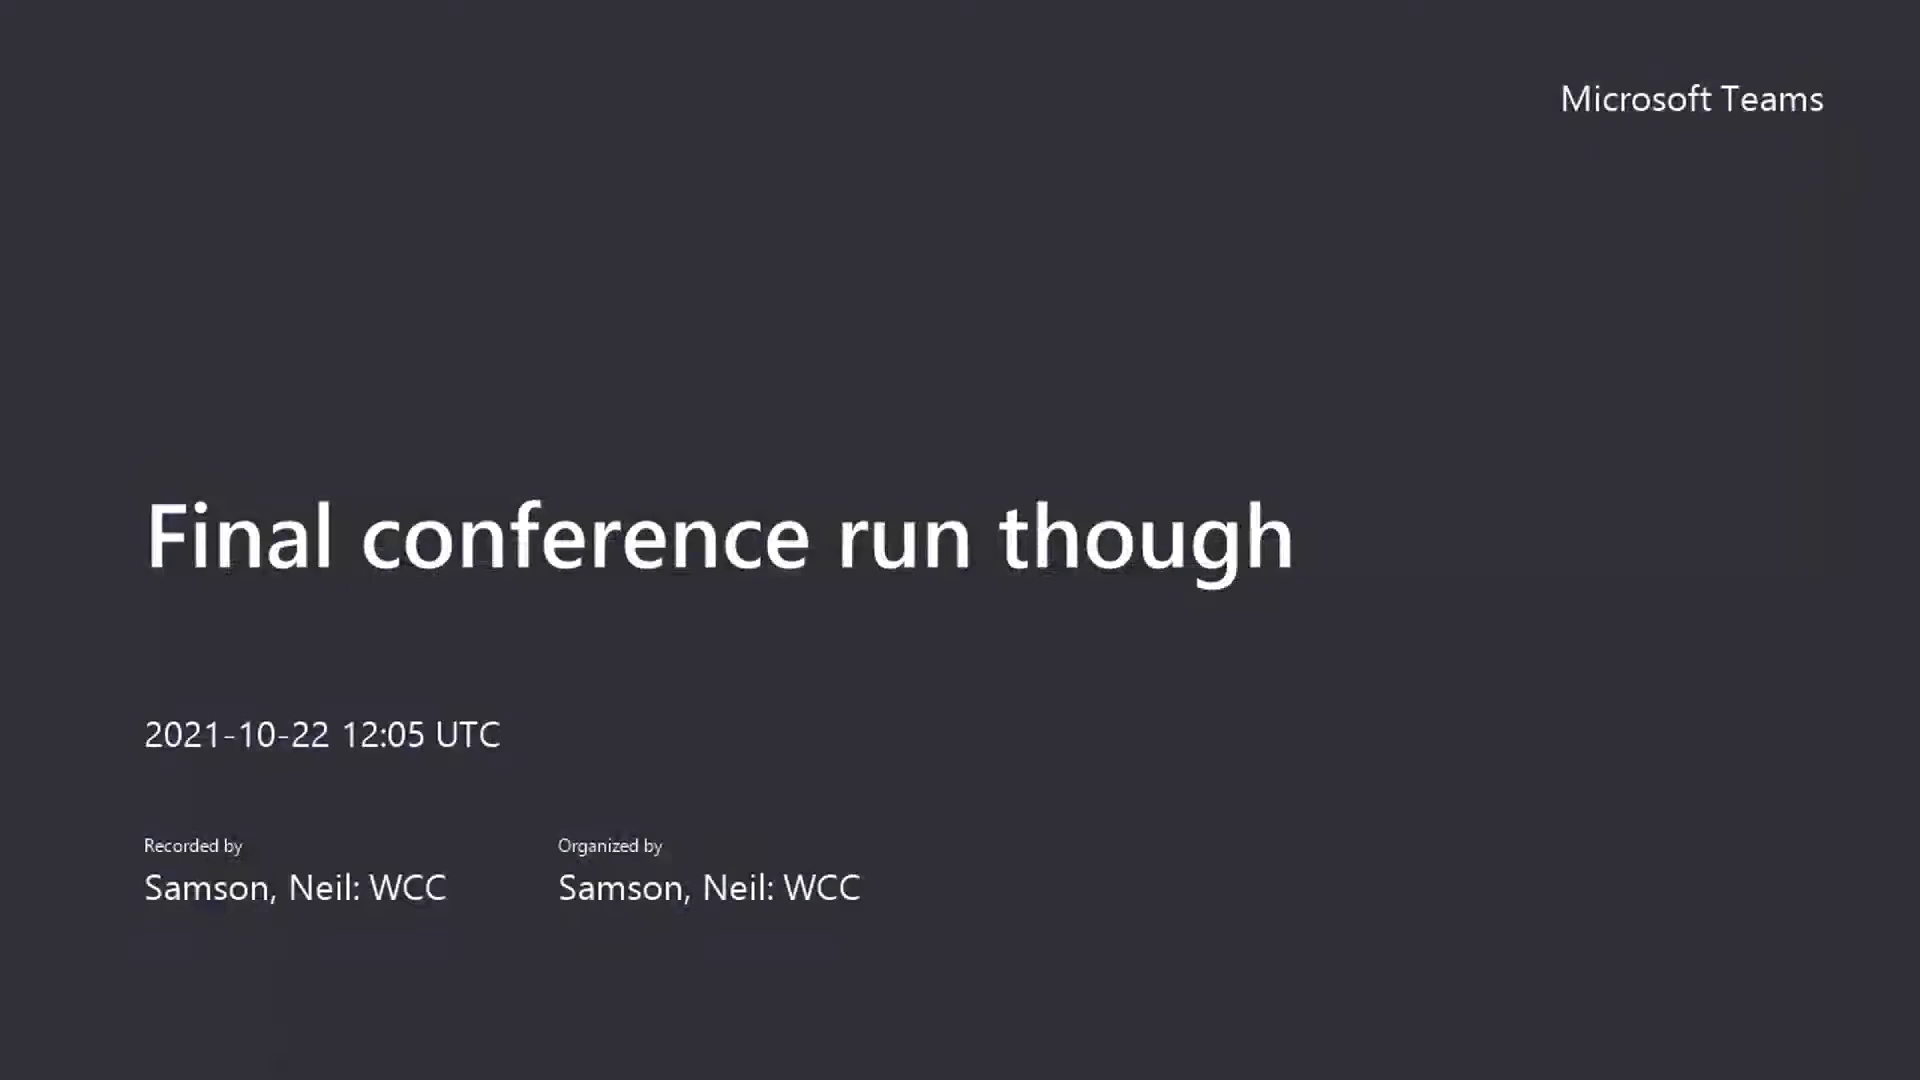 Microsoft Teams
Final conference run though
2021-10-22 12:05 UTC
Recorded by
Samson, Neil: WCC
Organized by
Samson, Neil: WCC